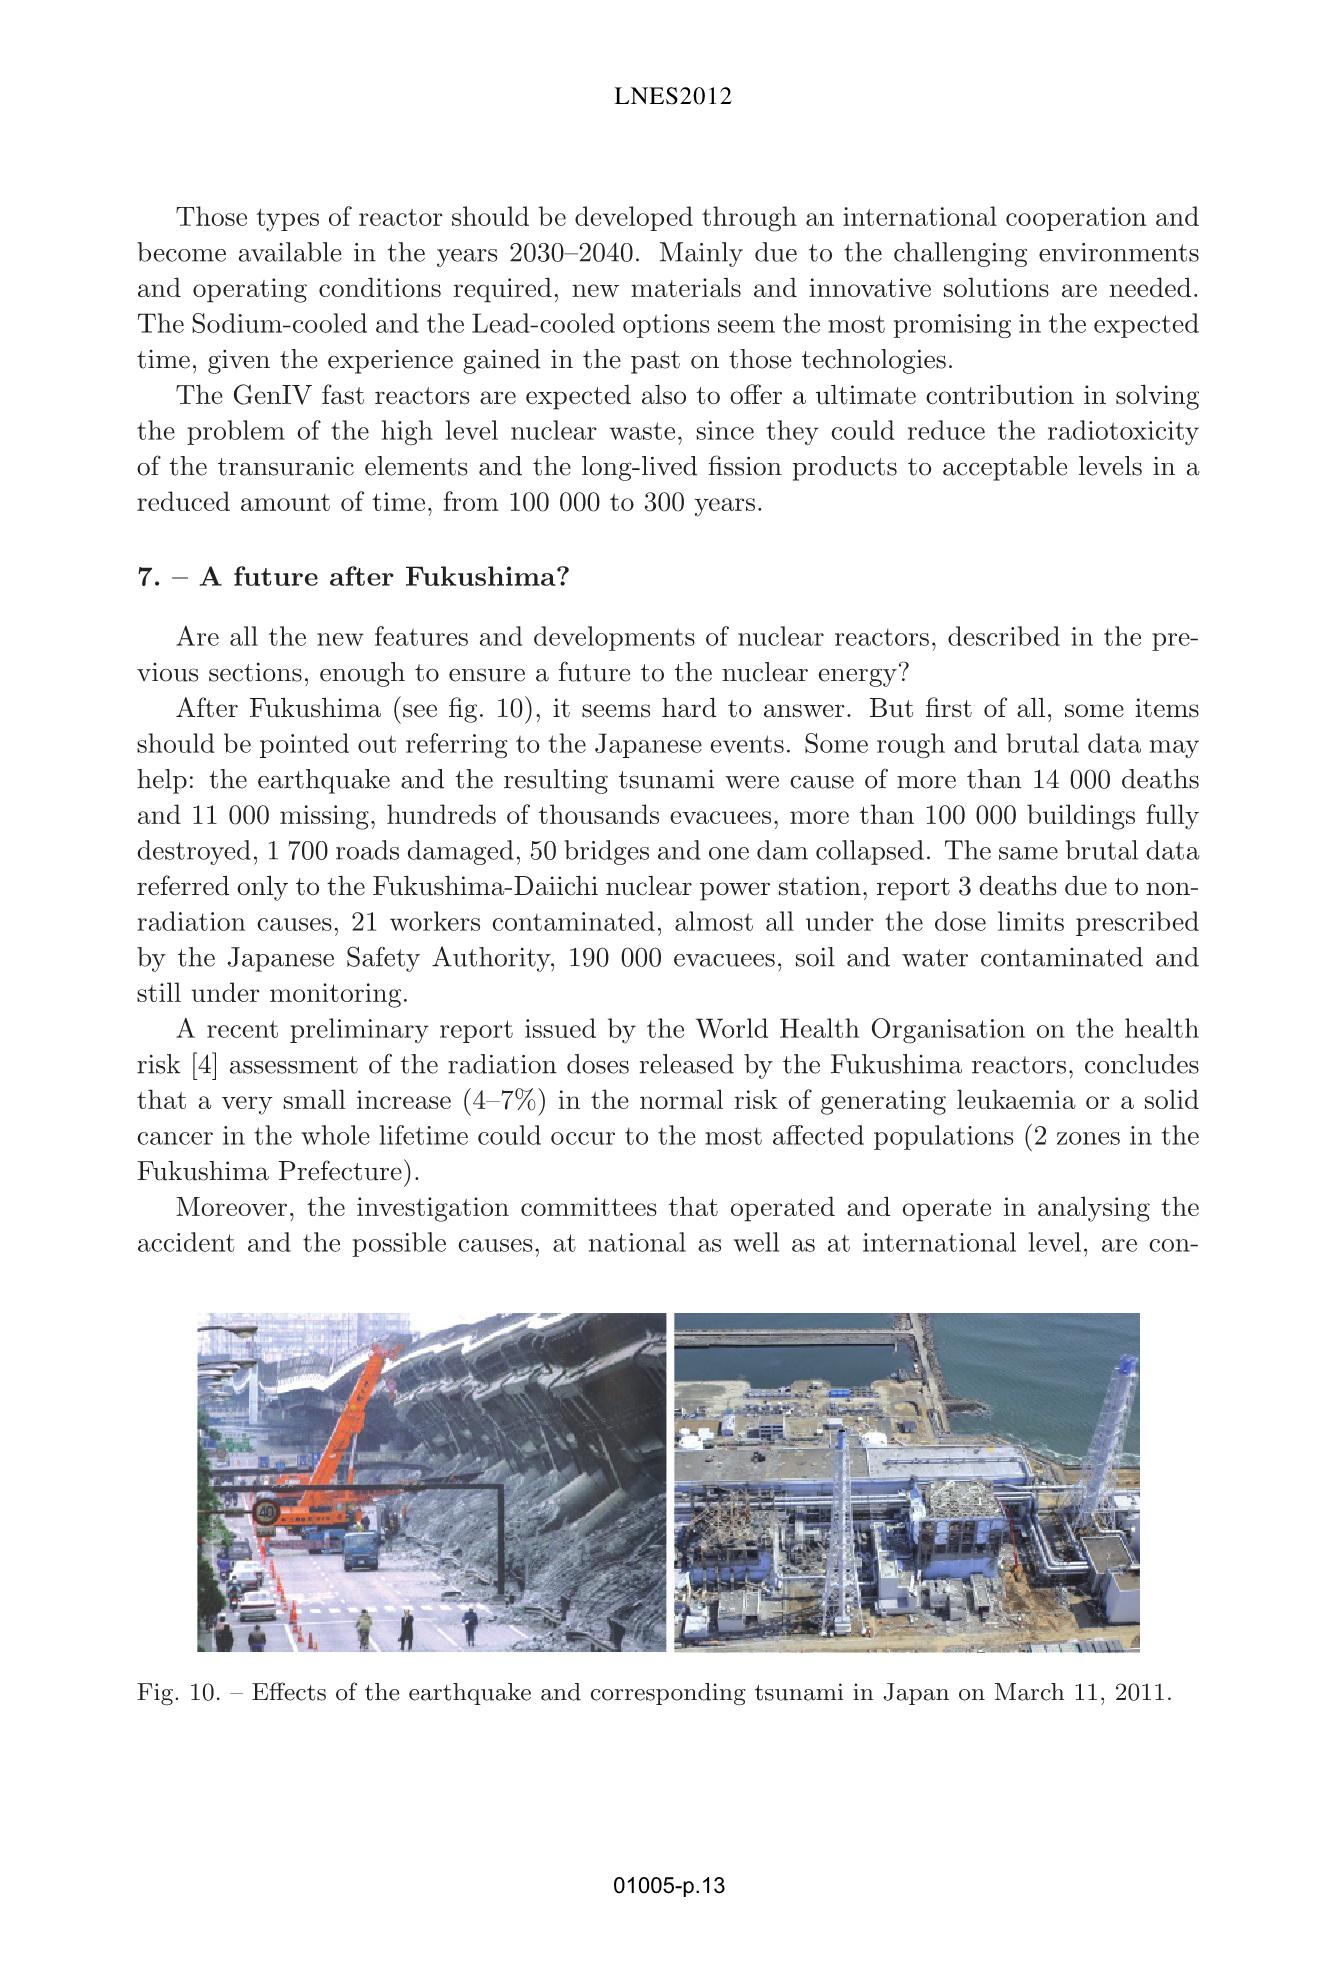 LNES2012
Those types of reactor should be developed through an international cooperation and
become available in the years 2030–2040. Mainly due to the challenging environments
and operating conditions required, new materials and innovative solutions are needed.
The Sodium-cooled and the Lead-cooled options seem the most promising in the expected
time, given the experience gained in the past on those technologies.
The GenIV fast reactors are expected also to offer a ultimate contribution in solving
the problem of the high level nuclear waste, since they could reduce the radiotoxicity
of the transuranic elements and the long-lived fission products to acceptable levels in a
reduced amount of time, from 100 000 to 300 years.
7. – A future after Fukushima?
Are all the new features and developments of nuclear reactors, described in the pre-
vious sections, enough to ensure a future to the nuclear energy?
After Fukushima (see fig. 10), it seems hard to answer. But first of all, some items
should be pointed out referring to the Japanese events. Some rough and brutal data may
help: the earthquake and the resulting tsunami were cause of more than 14 000 deaths
and 11 000 missing, hundreds of thousands evacuees, more than 100 000 buildings fully
destroyed, 1 700 roads damaged, 50 bridges and one dam collapsed. The same brutal data
referred only to the Fukushima-Daiichi nuclear power station, report 3 deaths due to non-
radiation causes, 21 workers contaminated, almost all under the dose limits prescribed
by the Japanese Safety Authority, 190 000 evacuees, soil and water contaminated and
still under monitoring.
A recent preliminary report issued by the World Health Organisation on the health
risk [4] assessment of the radiation doses released by the Fukushima reactors, concludes
that a very small increase (4–7%) in the normal risk of generating leukaemia or a solid
cancer in the whole lifetime could occur to the most affected populations (2 zones in the
Fukushima Prefecture).
Moreover, the investigation committees that operated and operate in analysing the
accident and the possible causes, at national as well as at international level, are con-
40
Fig. 10. – Effects of the earthquake and corresponding tsunami in Japan on March 11, 2011.
01005-p.13